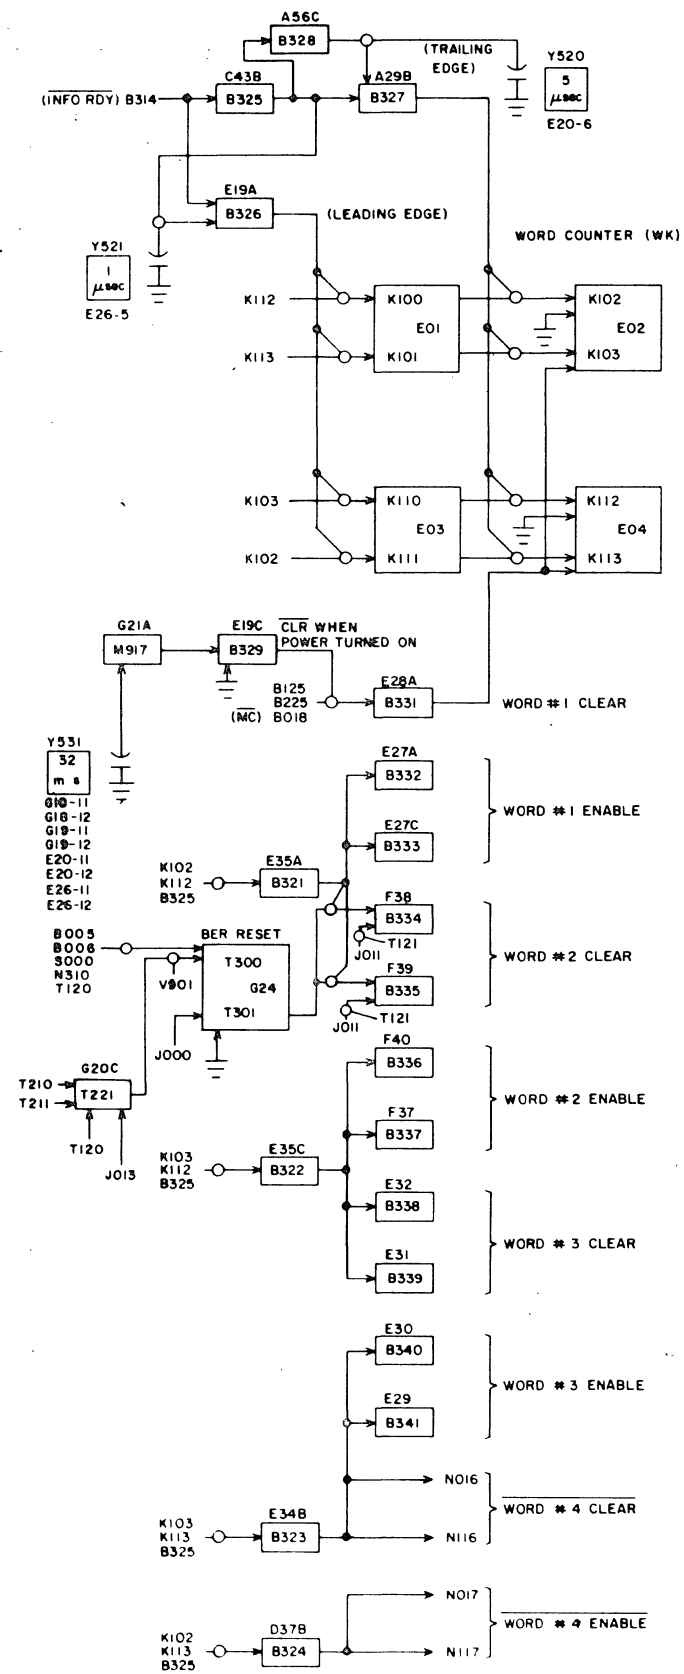 A56C
B328
(TRAILING
EDGE)
Y520
5
μsec
E20-6
C43B
(INFO RDY) B314
B325
A29B
B327
E19A
B326
(LEADING EDGE)
WORD COUNTER (WK)
Y521
1
μsec
E26-5
K112
K100
E01
K101
K113
K102
E02
K103
K103
K110
E03
K111
K102
K112
E04
K113
G21A
M917
E19C
B329
CLR WHEN
POWER TURNED ON
B125
B225
(MC) B018
E28A
B331
WORD #1 CLEAR
Y531
32
m s
G18-11
G18-12
G19-11
G19-12
E20-11
E20-12
E26-11
E26-12
E27A
B332
E27C
B333
WORD #1 ENABLE
K102
K112
B325
E35A
B321
F38
B334
T121
J011
F39
B335
T121
J011
WORD #2 CLEAR
BER RESET
B005
B006
S000
N310
T120
V901
T300
G24
T301
J000
G20C
T210
T211
T221
T120
J013
F40
B336
F37
B337
WORD #2 ENABLE
K103
K112
B325
E35C
B322
E32
B338
E31
B339
WORD # 3 CLEAR
E30
B340
E29
B341
WORD # 3 ENABLE
K103
K113
B325
E34B
B323
N016
N116
WORD # 4 CLEAR
K102
K113
B325
D37B
B324
N017
N117
WORD # 4 ENABLE